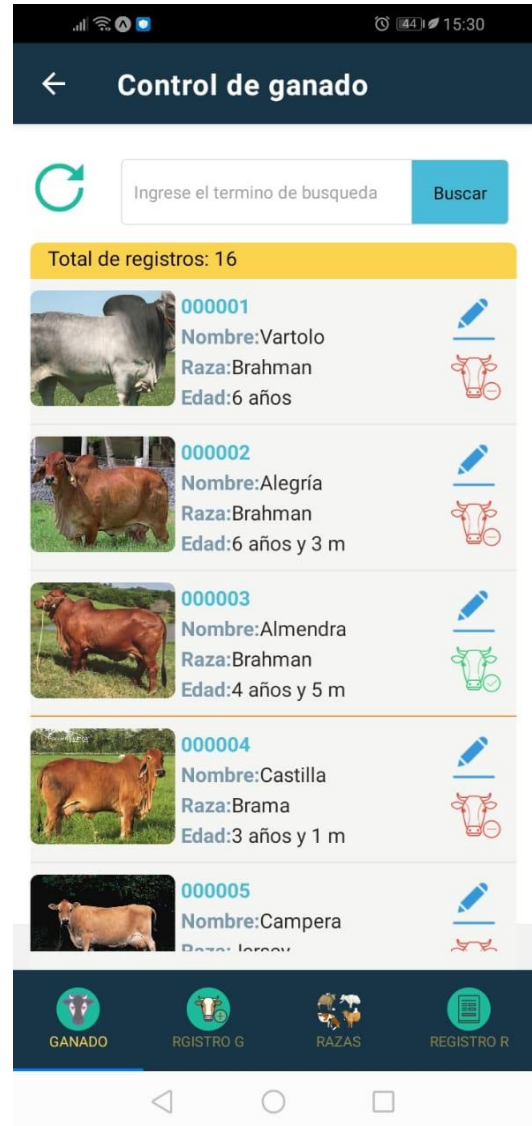 44 15:30
Control de ganado
Ingrese el termino de busqueda
Buscar
Total de registros: 16
000001
Nombre:Vartolo
Raza:Brahman
Edad:6 años
000002
Nombre:Alegría
Raza:Brahman
Edad:6 años y 3 m
000003
Nombre:Almendra
Raza:Brahman
Edad:4 años y 5 m
000004
Nombre:Castilla
Raza:Brama
Edad:3 años y 1 m
000005
Nombre:Campera
Raza:Jersey
GANADO
RGISTRO G
RAZAS
REGISTRO R